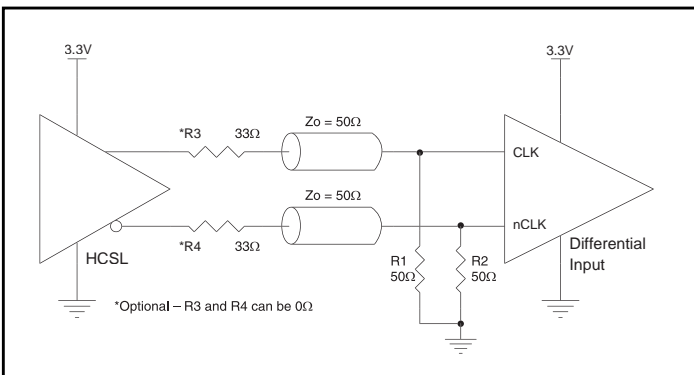 3.3V
3.3V
*R3 33Ω
Zo = 50Ω
CLK
Zo = 50Ω
nCLK
*R4 33Ω
HCSL
R1
50Ω
R2
50Ω
Differential
Input
*Optional – R3 and R4 can be 0Ω